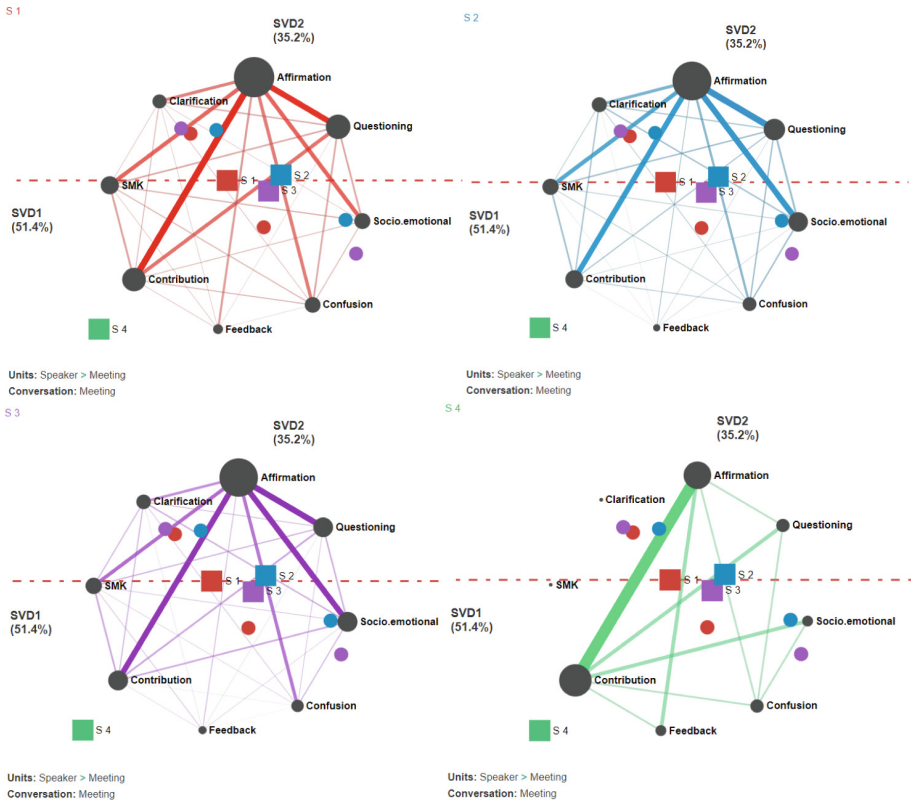 S 1
SVD2
(35.2%)
Affirmation
Clarification
Questioning
SMK
S 1
S 2
S 3
SVD1
(51.4%)
Socio.emotional
Contribution
Confusion
Feedback
S 4
Units: Speaker > Meeting
Conversation: Meeting
S 2
SVD2
(35.2%)
Affirmation
Clarification
Questioning
SMK
S 1
S 2
S 3
SVD1
(51.4%)
Socio.emotional
Contribution
Confusion
Feedback
S 4
Units: Speaker > Meeting
Conversation: Meeting
S 3
SVD2
(35.2%)
Affirmation
Clarification
Questioning
SMK
S 1
S 2
S 3
SVD1
(51.4%)
Socio.emotional
Contribution
Confusion
Feedback
S 4
Units: Speaker > Meeting
Conversation: Meeting
S 4
SVD2
(35.2%)
Affirmation
Clarification
Questioning
SMK
S 1
S 2
S 3
SVD1
(51.4%)
Socio.emotional
Contribution
Confusion
Feedback
S 4
Units: Speaker > Meeting
Conversation: Meeting